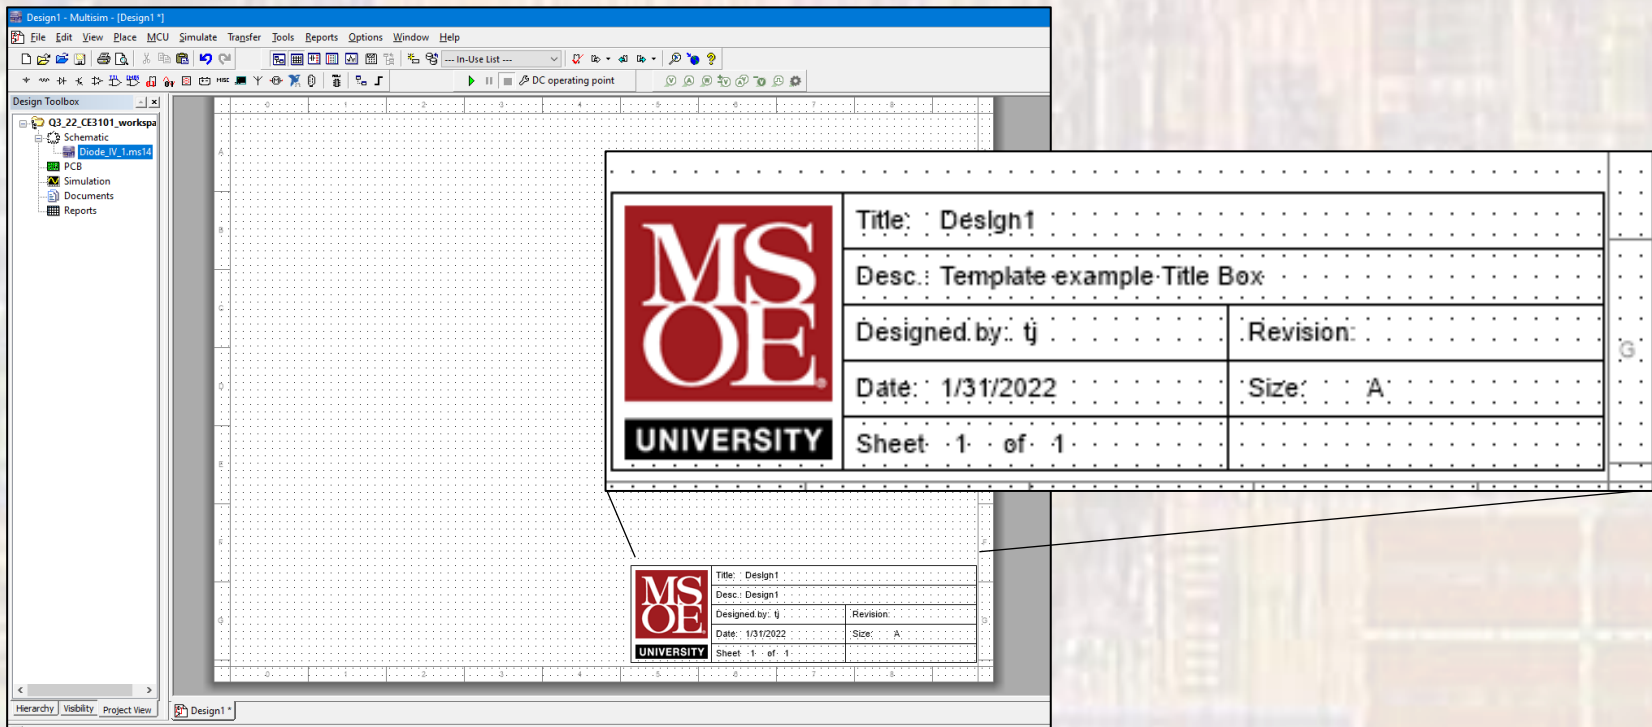 Design1 - Multisim - [Design1 *]
File Edit View Place MCU Simulate Transfer Tools Reports Options Window Help
--- In-Use List ---
DC operating point
Design Toolbox
Q3_22_CE3101_workspa
Schematic
Diode_IV_1.ms14
PCB
Simulation
Documents
Reports
MS
OE
UNIVERSITY
Title: Design1
Desc.: Template example Title Box
Designed by: tj Revision:
Date: 1/31/2022 Size: A
Sheet 1 of 1
G
MS
OE
UNIVERSITY
Title: Design1
Desc.: Design1
Designed by: tj Revision:
Date: 1/31/2022 Size: A
Sheet 1 of 1
Hierarchy Visibility Project View
Design1 *